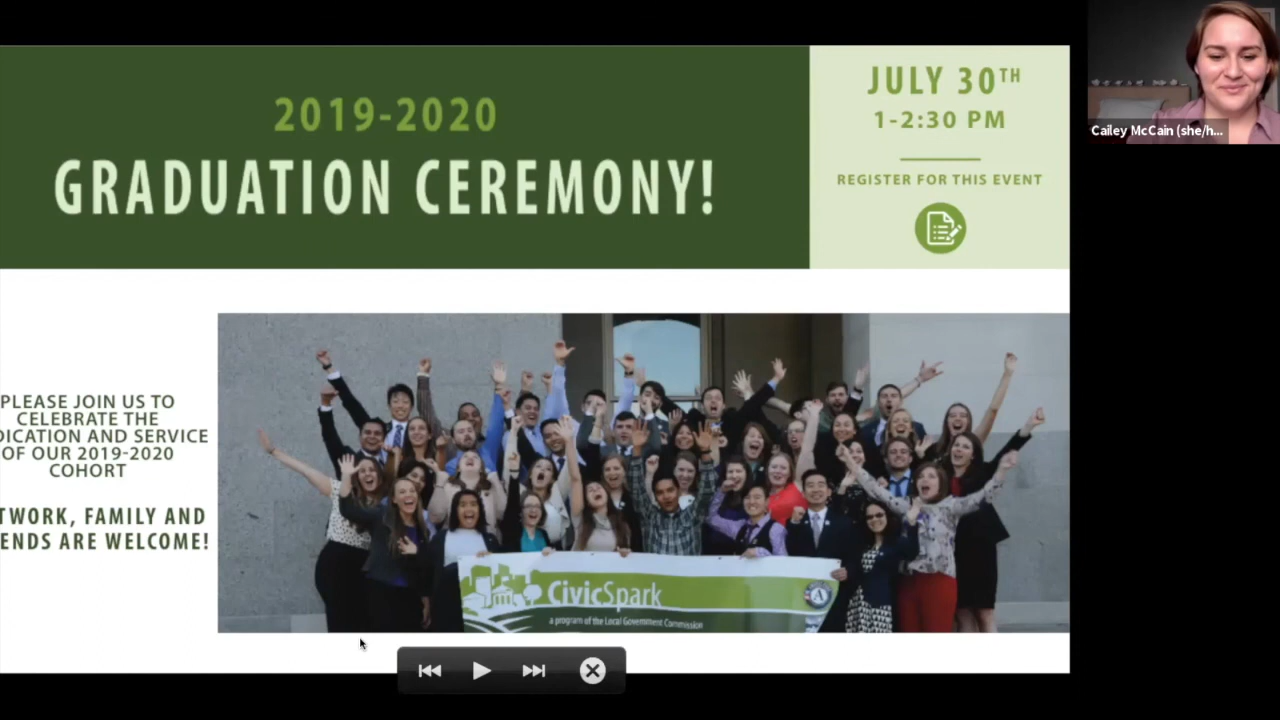 2019-2020
GRADUATION CEREMONY!
JULY 30TH
1-2:30 PM
REGISTER FOR THIS EVENT
Cailey McCain (she/h...
PLEASE JOIN US TO
CELEBRATE THE
DICATION AND SERVICE
OF OUR 2019-2020
COHORT
TWORK, FAMILY AND
ENDS ARE WELCOME!
CivicSpark
a program of the Local Government Commission
A